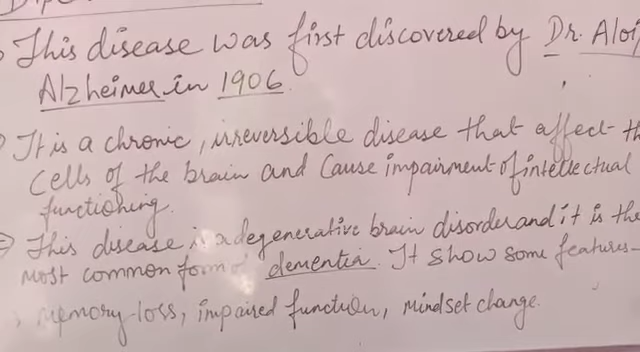 This disease was first discovered by Dr. Aloi
Alzheimer in 1906.
It is a chronic, irreversible disease that affect the
cells of the brain and cause impairment of intellectual
functioning.
This disease is a degenerative brain disorder and it is the
most common form of dementia. It show some features-
memory-loss, impaired function, mindset change.